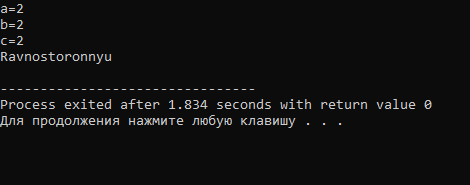 a=2
b=2
c=2
Ravnostoronnyu
--------------------------------
Process exited after 1.834 seconds with return value 0
Для продолжения нажмите любую клавишу . . .